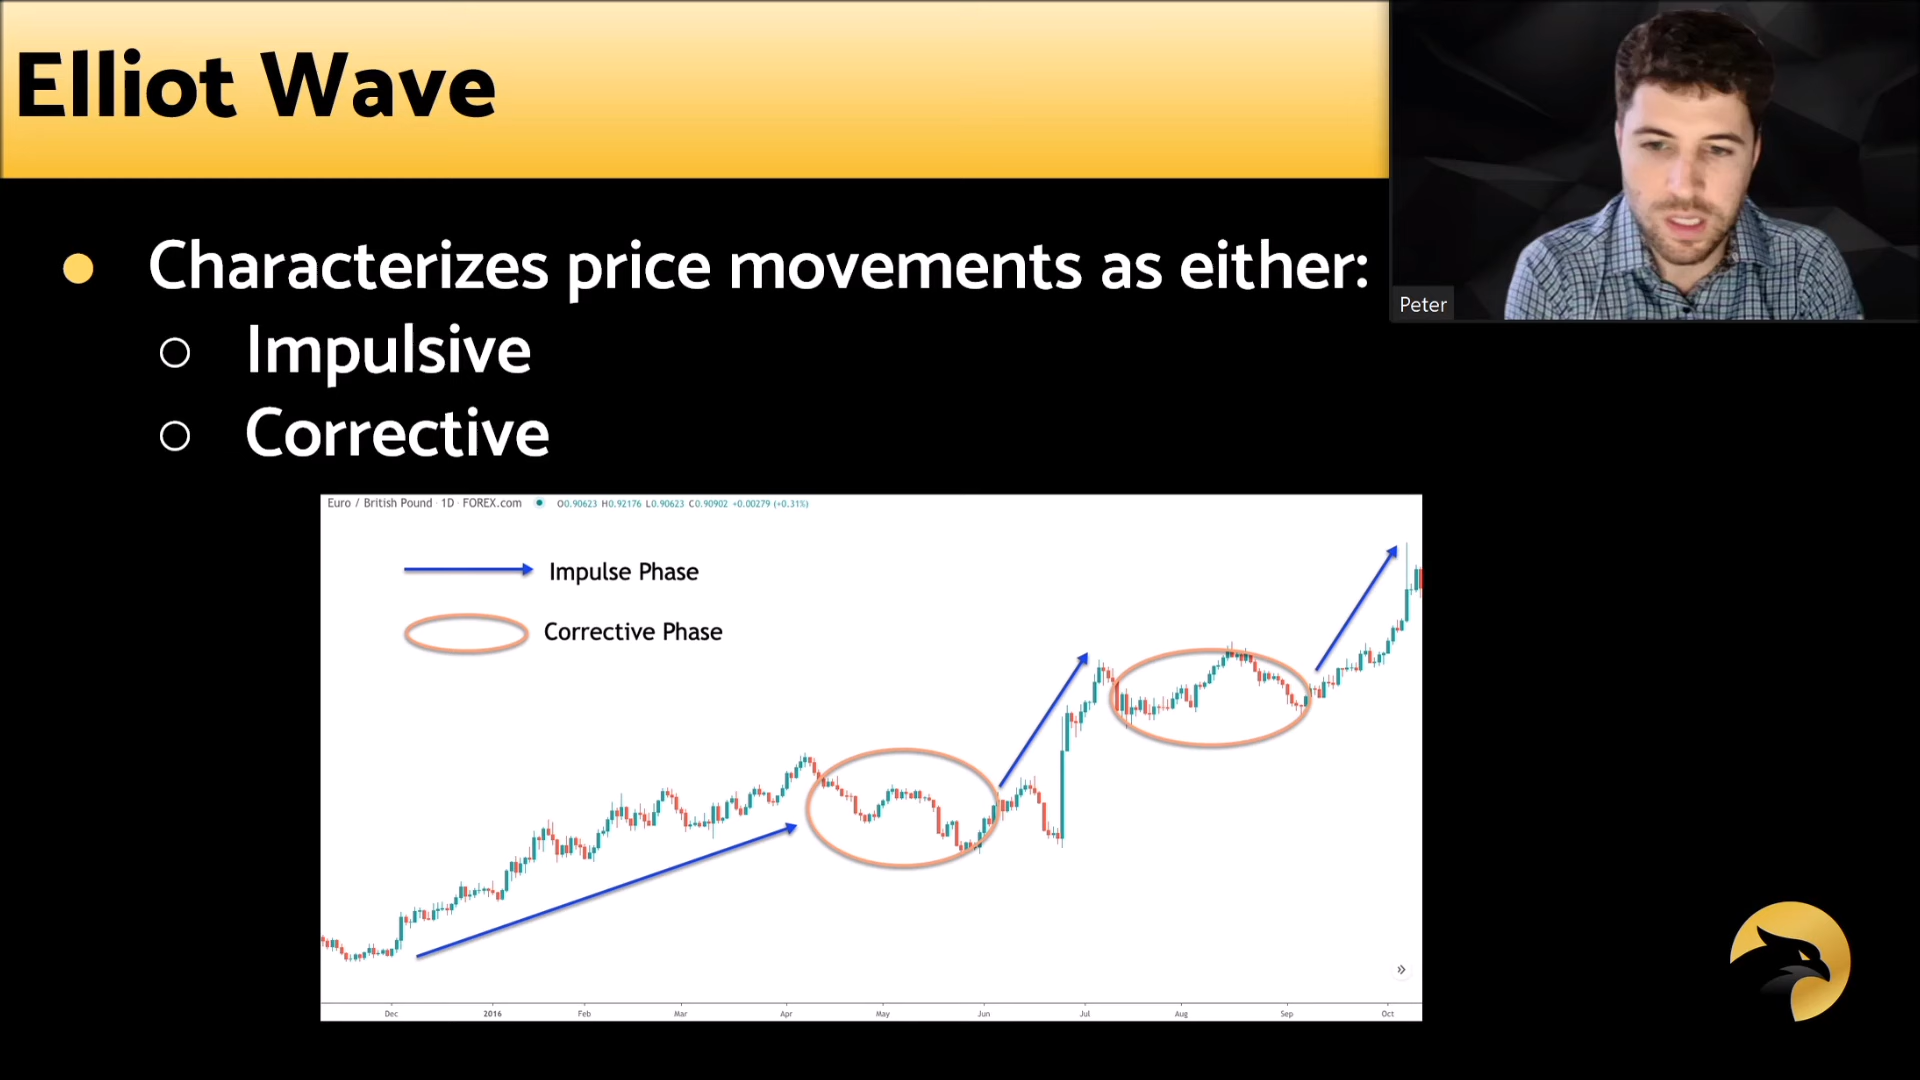 Elliot Wave
Peter
Characterizes price movements as either:
Impulsive
Corrective
Euro / British Pound · 1D · FOREX.com O0.90623 H0.92176 L0.90623 C0.90902 +0.00279 (+0.31%)
Impulse Phase
Corrective Phase
Dec 2016 Feb Mar Apr May Jun Jul Aug Sep Oct